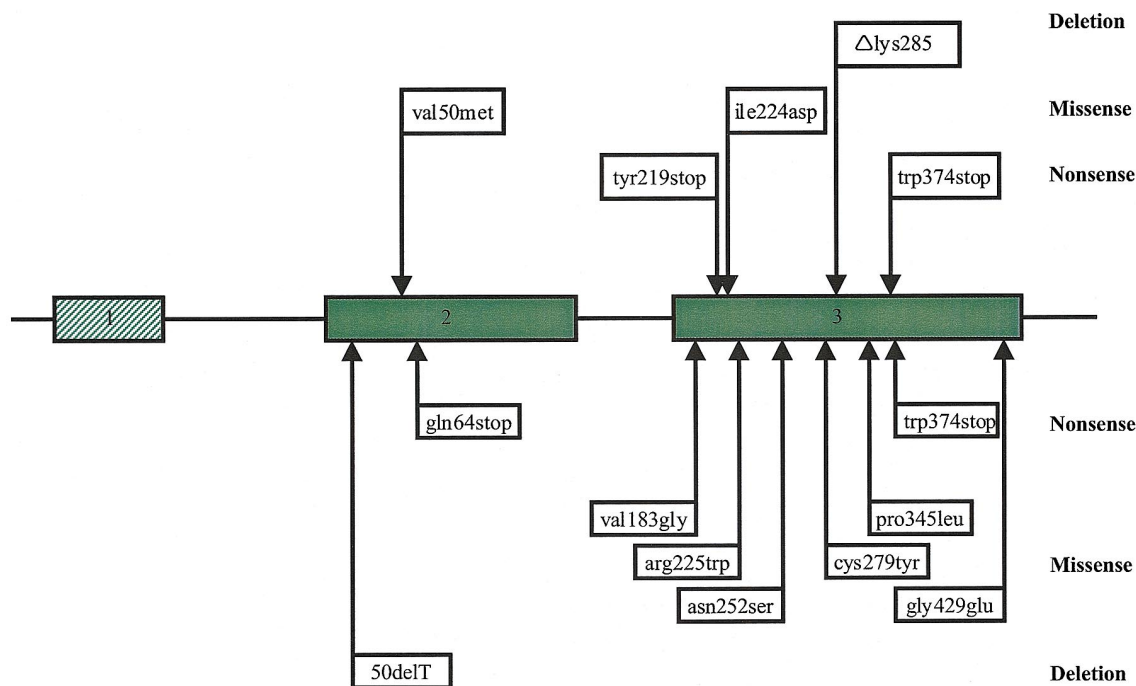 Deletion
△lys285
val50met
ile224asp
Missense
tyr219stop
trp374stop
Nonsense
1
2
3
gln64stop
trp374stop
Nonsense
val183gly
pro345leu
arg225trp
cys279tyr
Missense
asn252ser
gly429glu
50delT
Deletion